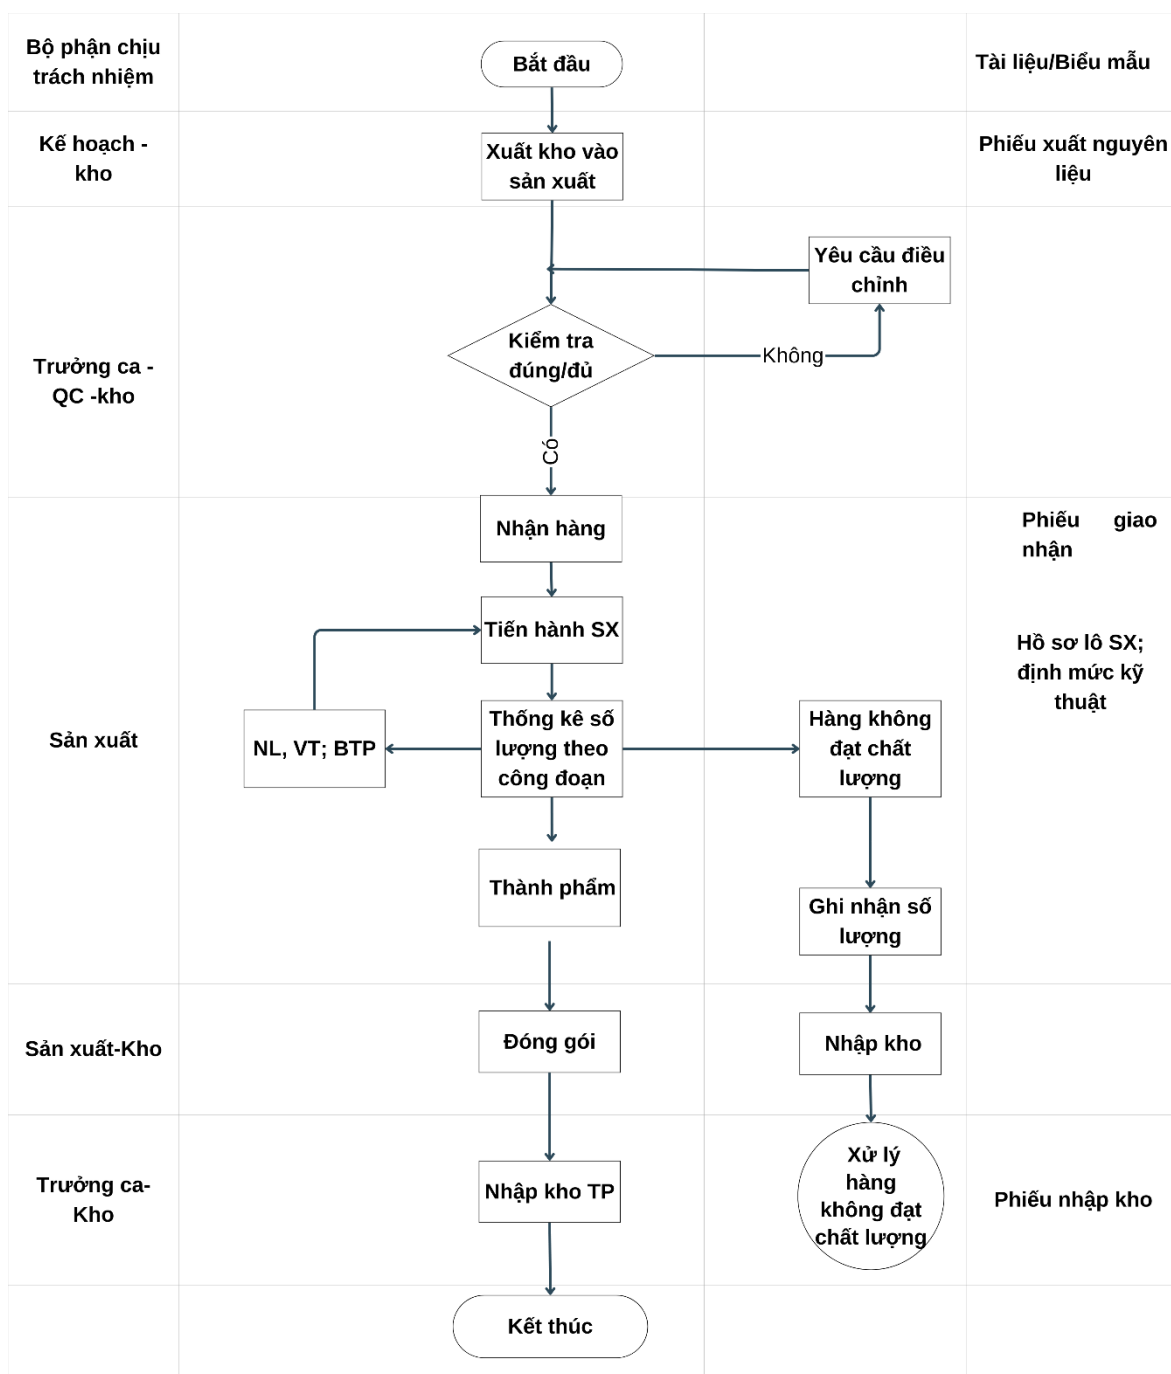 Bộ phận chịu
trách nhiệm
Bắt đầu
Tài liệu/Biểu mẫu
Kế hoạch -
kho
Xuất kho vào
sản xuất
Phiếu xuất nguyên
liệu
Yêu cầu điều
chỉnh
Trưởng ca -
QC -kho
Kiểm tra
đúng/đủ
Không
Có
Nhận hàng
Phiếu giao
nhận
Tiến hành SX
Hồ sơ lô SX;
định mức kỹ
thuật
Sản xuất
NL, VT; BTP
Thống kê số
lượng theo
công đoạn
Hàng không
đạt chất
lượng
Thành phẩm
Ghi nhận số
lượng
Sản xuất-Kho
Đóng gói
Nhập kho
Trưởng ca-
Kho
Nhập kho TP
Xử lý
hàng
không đạt
chất lượng
Phiếu nhập kho
Kết thúc